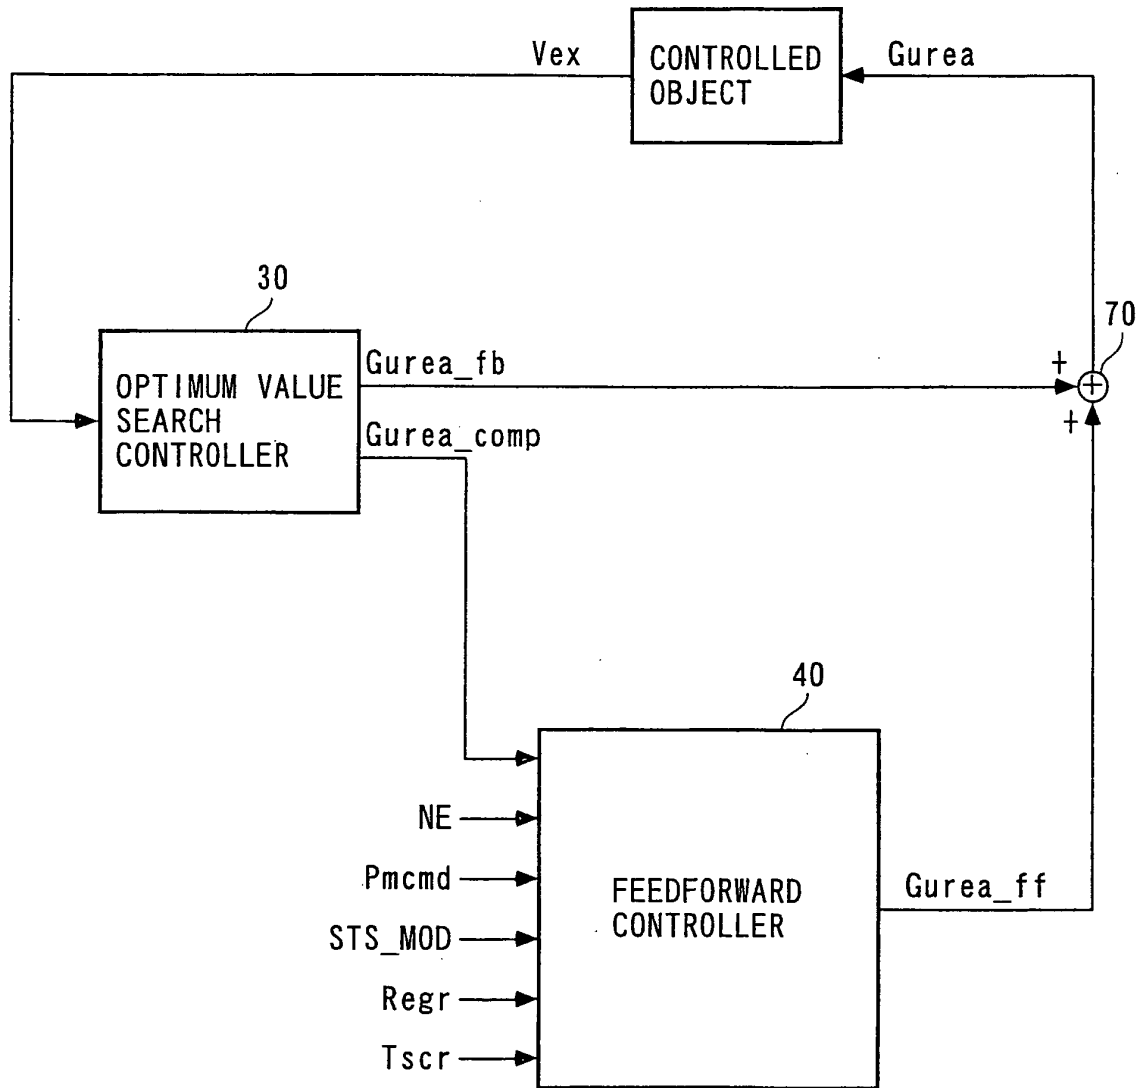 Vex
CONTROLLED
OBJECT
Gurea
30
70
Gurea_fb
+
+
OPTIMUM VALUE
SEARCH
CONTROLLER
Gurea_comp
+
40
NE
Pmcmd
FEEDFORWARD
CONTROLLER
Gurea_ff
STS_MOD
Regr
Tscr